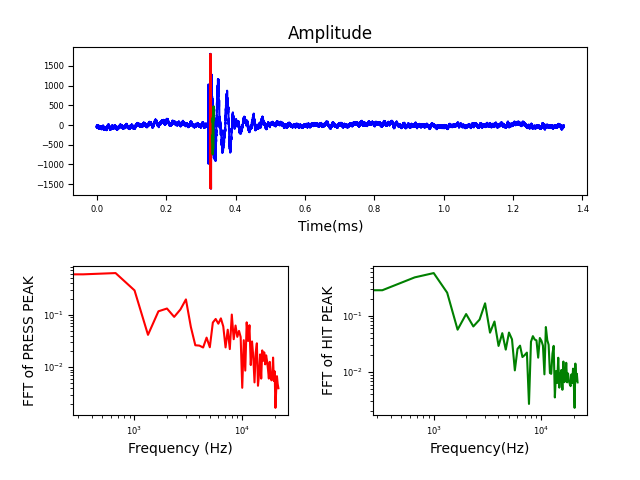 Amplitude
1500
1000
500
0
−500
−1000
−1500
0.0 0.2 0.4 0.6 0.8 1.0 1.2 1.4
Time(ms)
FFT of PRESS PEAK
10⁻¹
10⁻²
10³ 10⁴
Frequency (Hz)
FFT of HIT PEAK
10⁻¹
10⁻²
10³ 10⁴
Frequency(Hz)